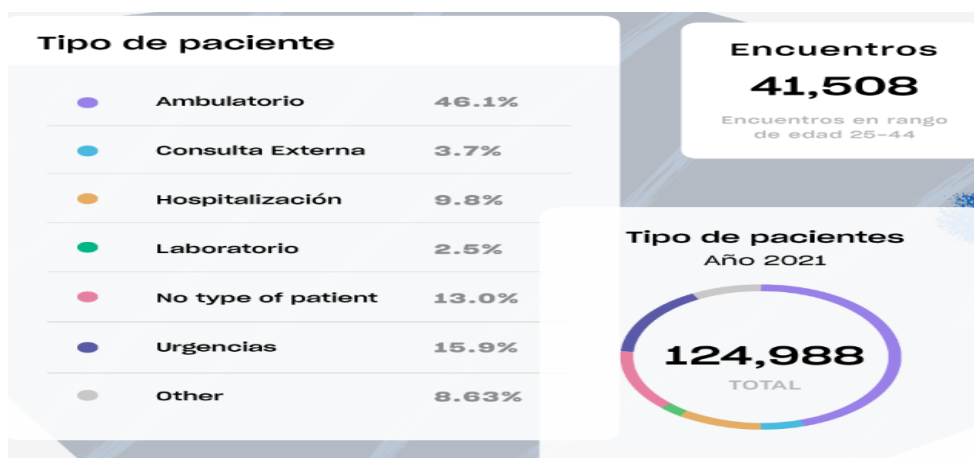 Tipo de paciente
Ambulatorio 46.1%
Consulta Externa 3.7%
Hospitalización 9.8%
Laboratorio 2.5%
No type of patient 13.0%
Urgencias 15.9%
Other 8.63%
Encuentros
41,508
Encuentros en rango
de edad 25-44
Tipo de pacientes
Año 2021
124,988
TOTAL